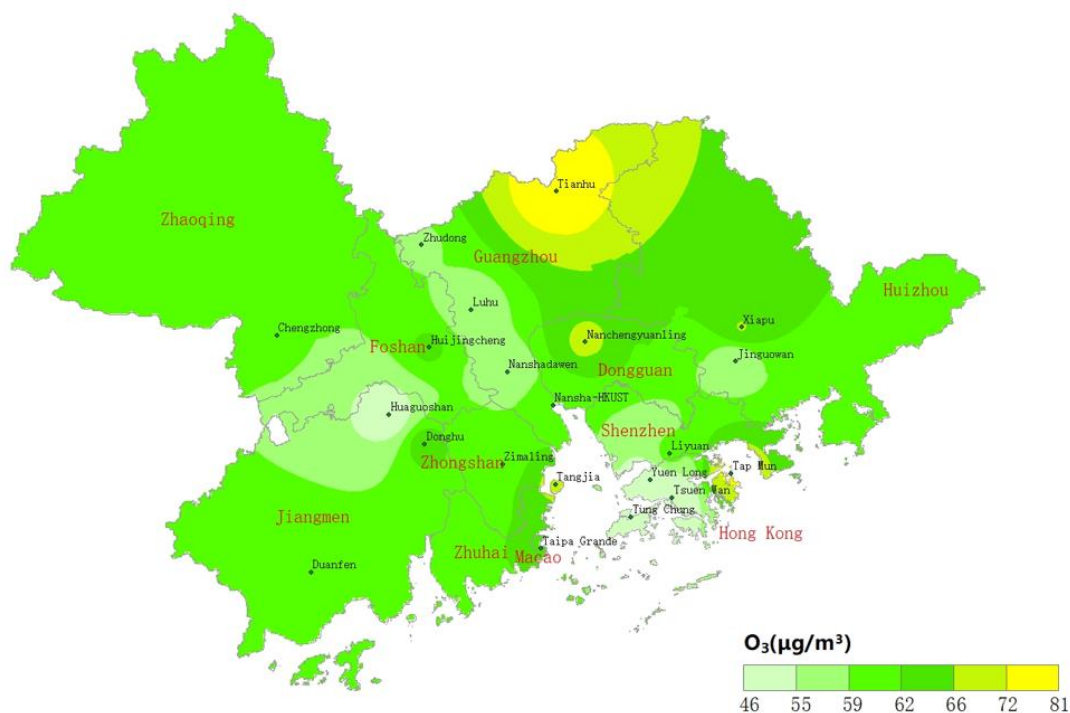 Tianhu
Zhaoqing
Zhudong
Guangzhou
Huizhou
Luhu
Xiapu
Chengzhong
Foshan
Huijingcheng
Nanchengyuanling
Jinguowan
Nanshadawen
Dongguan
Nansha-HKUST
Huaguoshan
Shenzhen
Donghu
Liyuan
Zhongshan
Zimaling
Yuen Long
Tap Mun
Tangjia
Tsuen Wan
Jiangmen
Tung Chung
Hong Kong
Taipa Grande
Zhuhai
Macao
Duanfen
O₃(μg/m³)
46 55 59 62 66 72 81